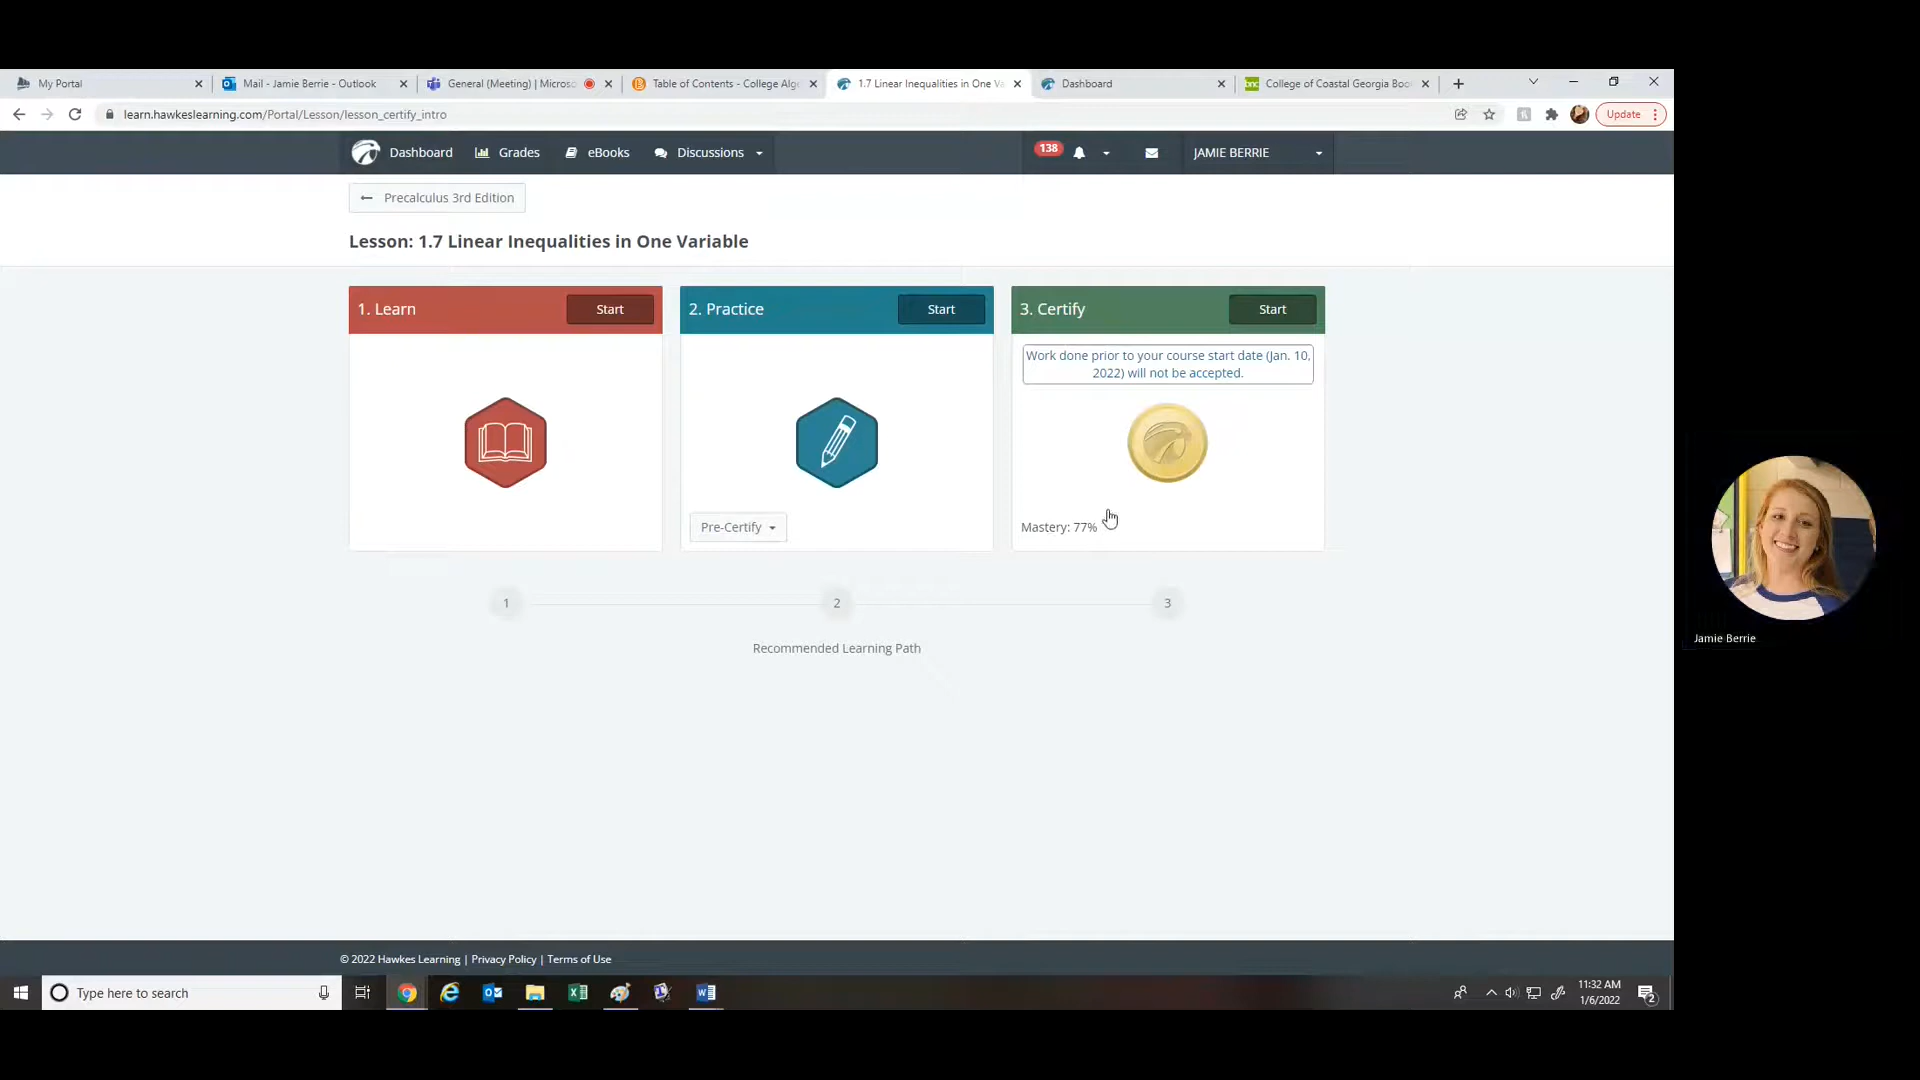 My Portal
Mail - Jamie Berrie - Outlook
General (Meeting) | Microso
Table of Contents - College Alge
1.7 Linear Inequalities in One Va
Dashboard
College of Coastal Georgia Boo
learn.hawkeslearning.com/Portal/Lesson/lesson_certify_intro
Update
Dashboard
Grades
eBooks
Discussions
138
JAMIE BERRIE
Precalculus 3rd Edition
Lesson: 1.7 Linear Inequalities in One Variable
1. Learn
Start
2. Practice
Start
3. Certify
Start
Work done prior to your course start date (Jan. 10,
2022) will not be accepted.
Pre-Certify
Mastery: 77%
1
2
3
Recommended Learning Path
Jamie Berrie
© 2022 Hawkes Learning | Privacy Policy | Terms of Use
Type here to search
11:32 AM
1/6/2022
2